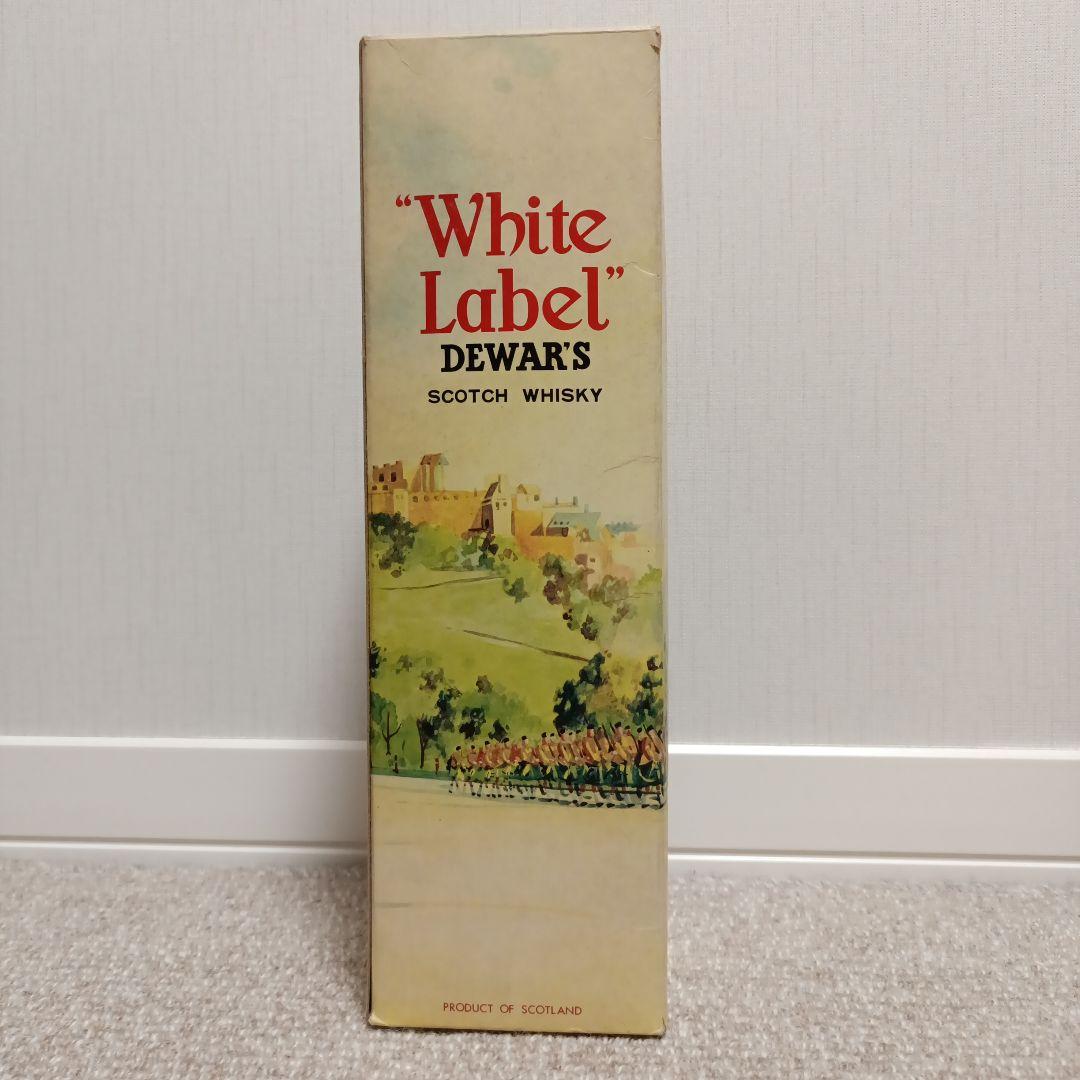 “White
Label”
DEWAR'S
SCOTCH WHISKY
PRODUCT OF SCOTLAND